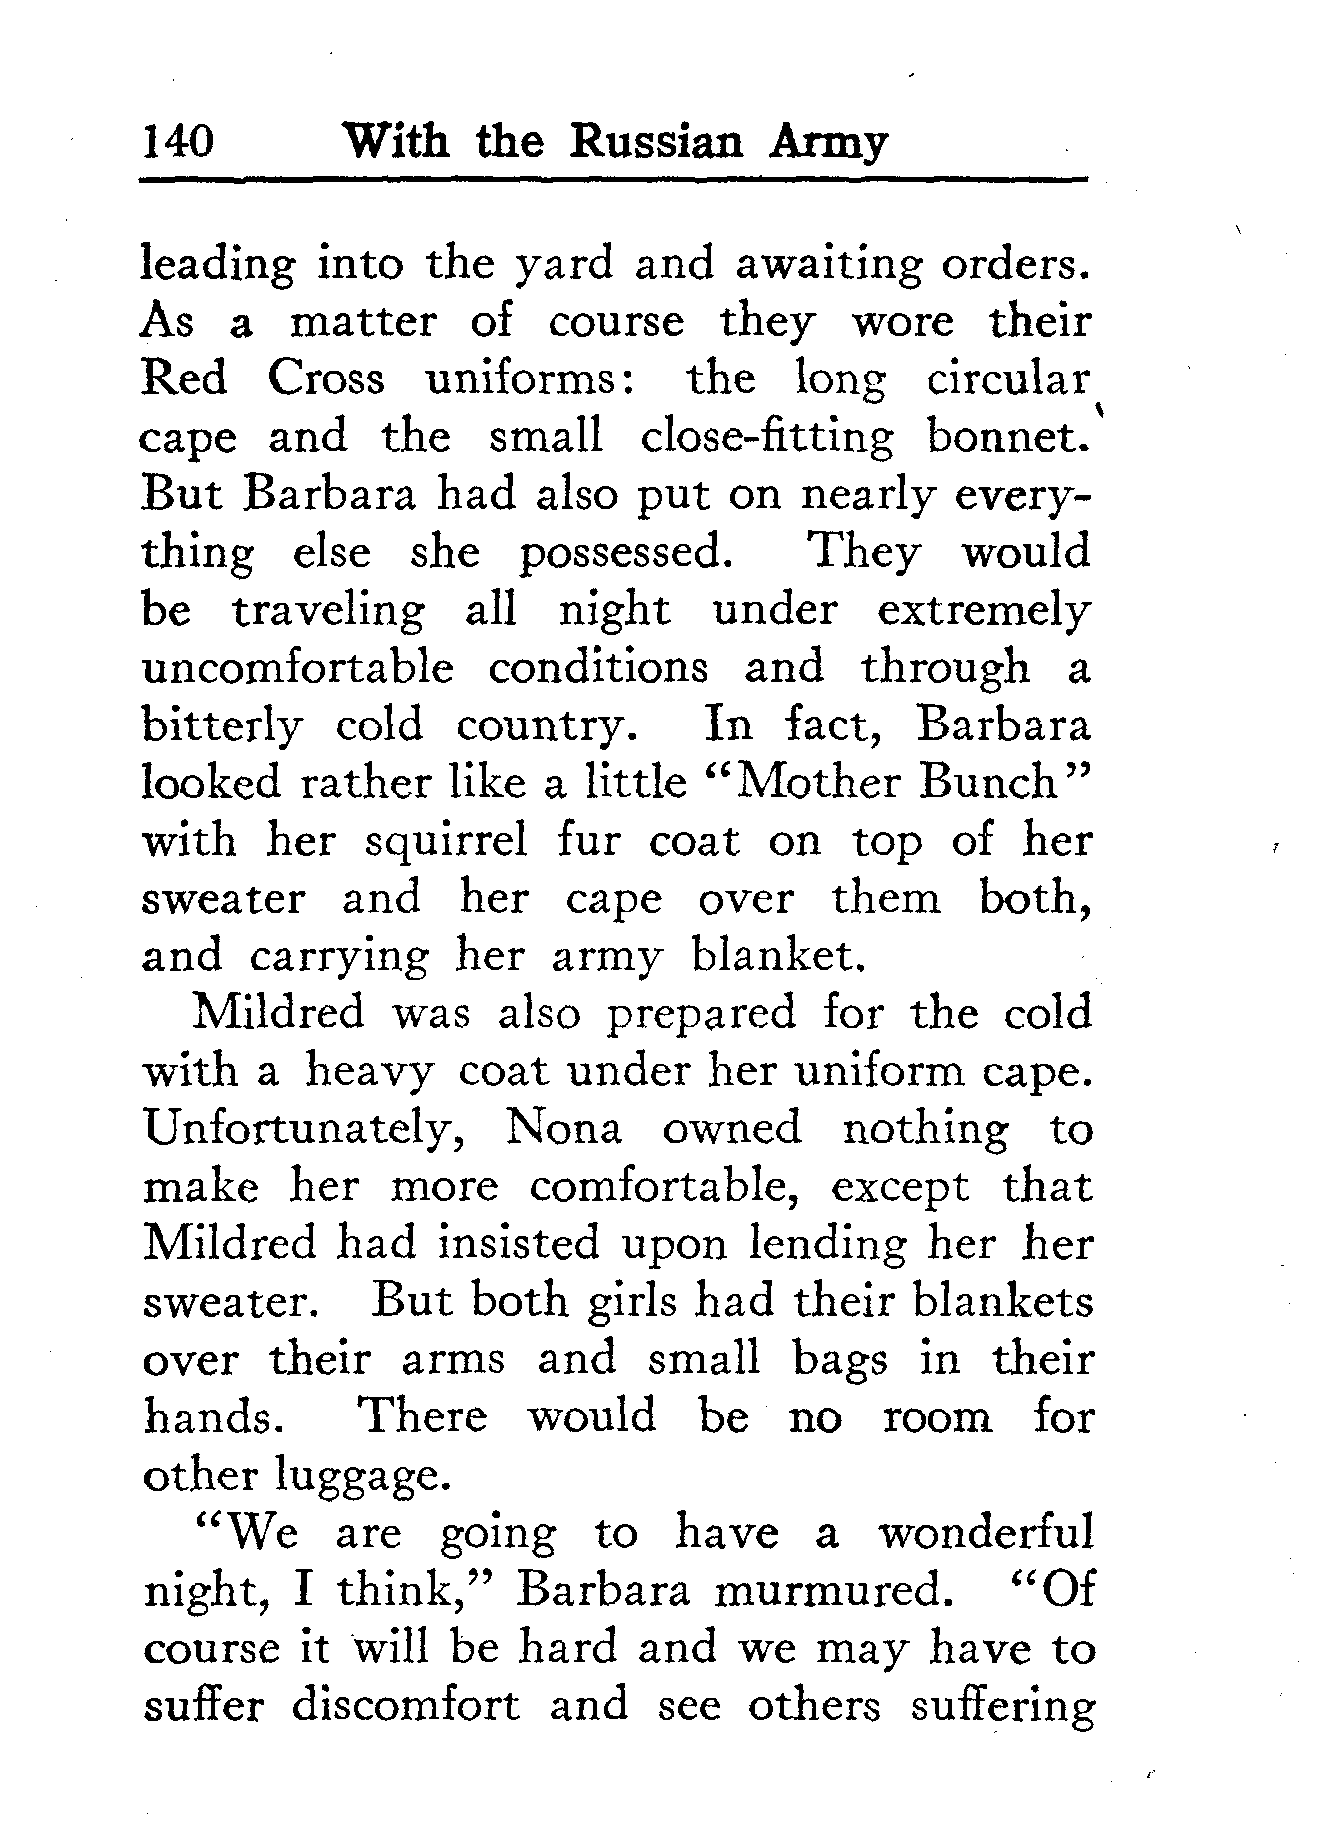 140 With the Russian Army
leading into the yard and awaiting orders.
As a matter of course they wore their
Red Cross uniforms: the long circular
cape and the small close-fitting bonnet.
But Barbara had also put on nearly every-
thing else she possessed. They would
be traveling all night under extremely
uncomfortable conditions and through a
bitterly cold country. In fact, Barbara
looked rather like a little “Mother Bunch”
with her squirrel fur coat on top of her
sweater and her cape over them both,
and carrying her army blanket.
Mildred was also prepared for the cold
with a heavy coat under her uniform cape.
Unfortunately, Nona owned nothing to
make her more comfortable, except that
Mildred had insisted upon lending her her
sweater. But both girls had their blankets
over their arms and small bags in their
hands. There would be no room for
other luggage.
“We are going to have a wonderful
night, I think,” Barbara murmured. “Of
course it will be hard and we may have to
suffer discomfort and see others suffering